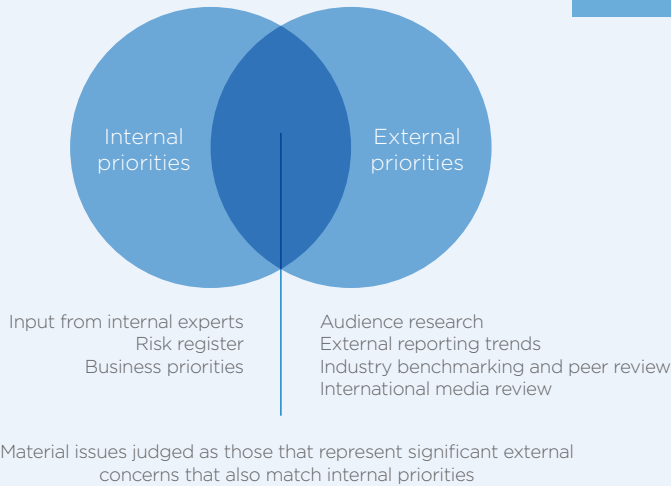 Internal
priorities
External
priorities
Input from internal experts
Risk register
Business priorities
Audience research
External reporting trends
Industry benchmarking and peer review
International media review
Material issues judged as those that represent significant external
concerns that also match internal priorities